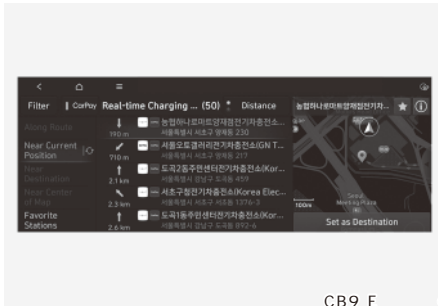 Filter
CarPay
Real-time Charging ... (50)
Distance
농협하나로마트양재점전기차...
Along Route
Near Current
Position
Near
Destination
Near Center
of Map
Favorite
Stations
190 m
농협하나로마트양재점전기차충전소...
서울특별시 서초구 양재동 230
710 m
서울오토갤러리전기차충전소(GN T...
서울특별시 서초구 양재동 217
2.1 km
도곡2동주민센터전기차충전소(Kor...
서울특별시 강남구 도곡동 459
2.3 km
서초구청전기차충전소(Korea Elec...
서울특별시 서초구 서초동 1376-3
2.6 km
도곡1동주민센터전기차충전소(Kor...
서울특별시 강남구 도곡동 892-6
100m
Seoul
Set as Destination
CB9_E